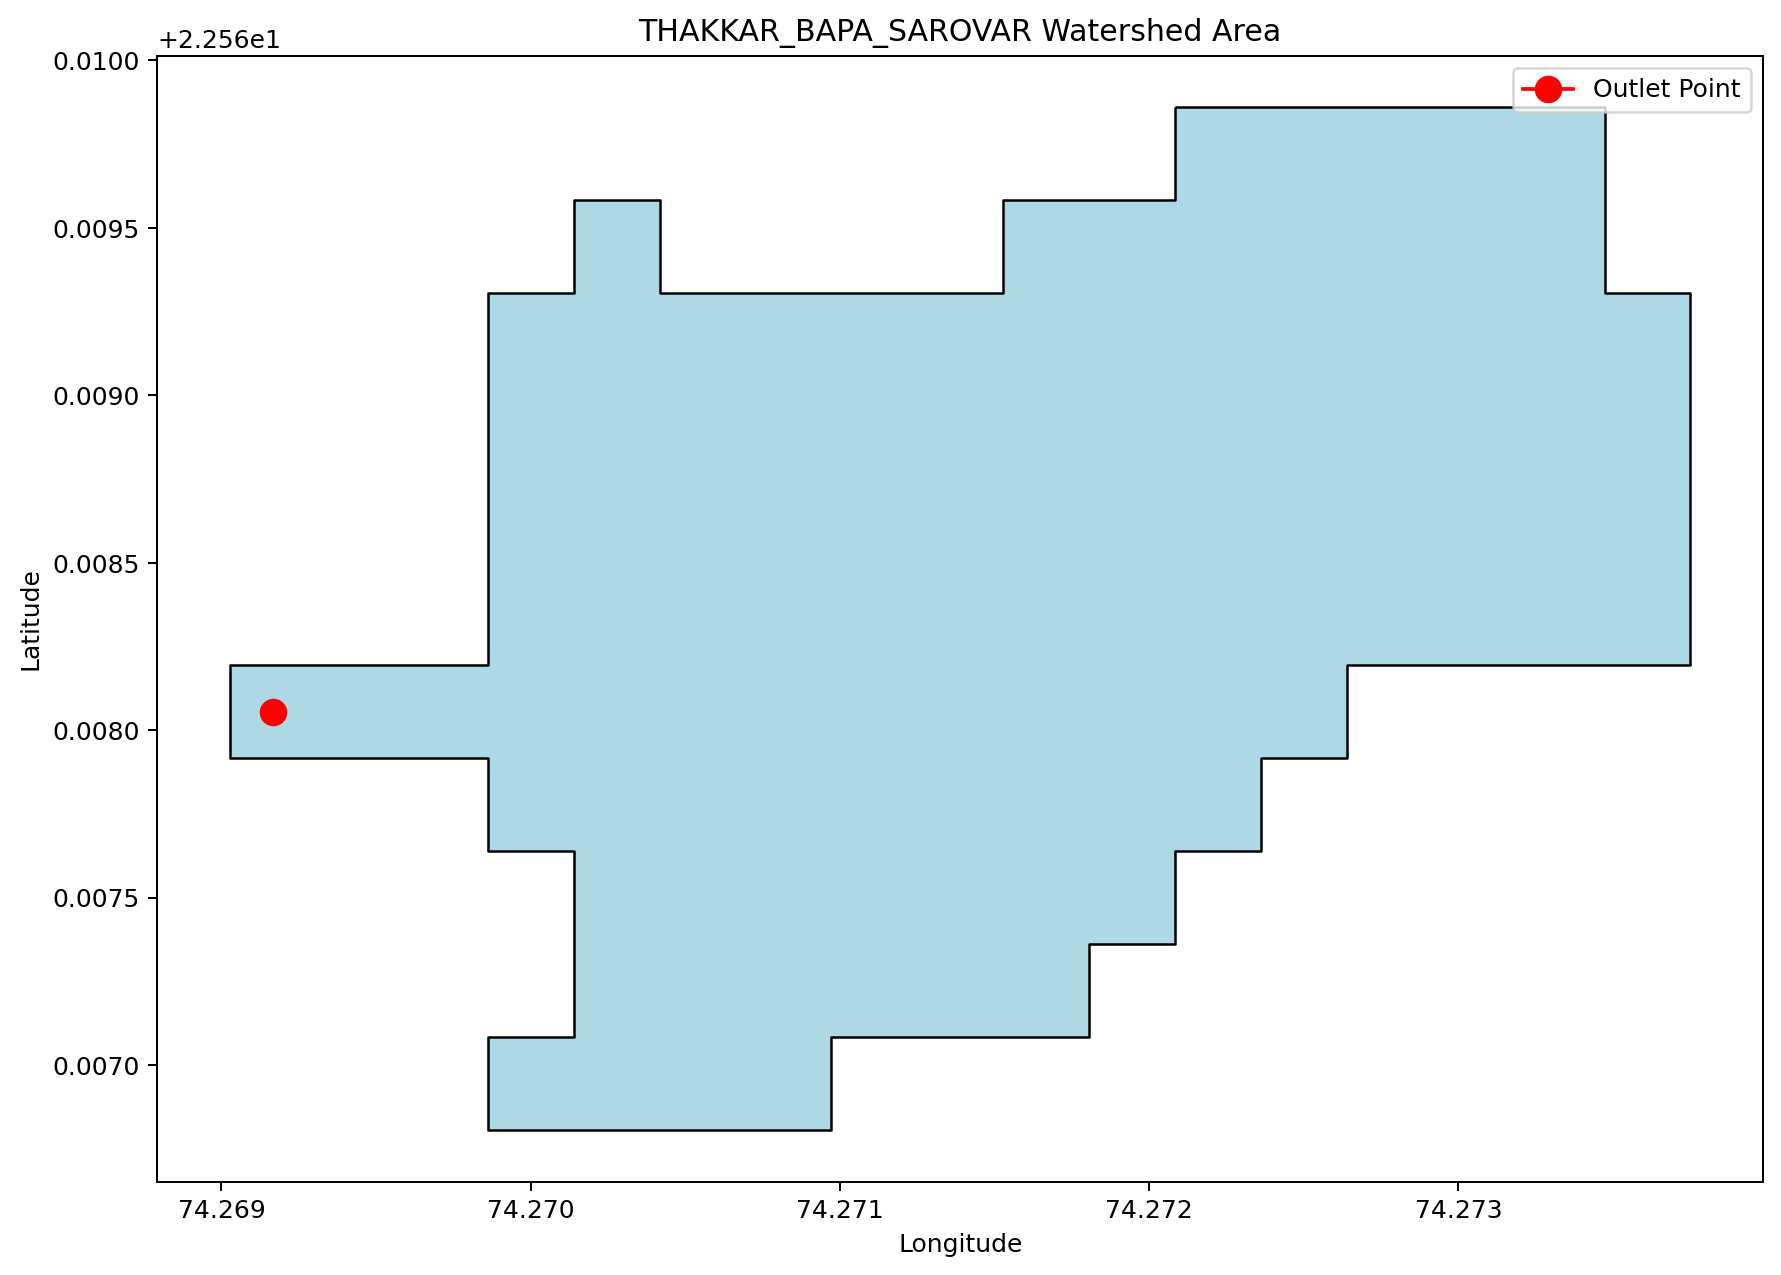 THAKKAR_BAPA_SAROVAR Watershed Area
+2.256e1
Outlet Point
0.0100
0.0095
0.0090
0.0085
0.0080
0.0075
0.0070
Latitude
74.269 74.270 74.271 74.272 74.273
Longitude